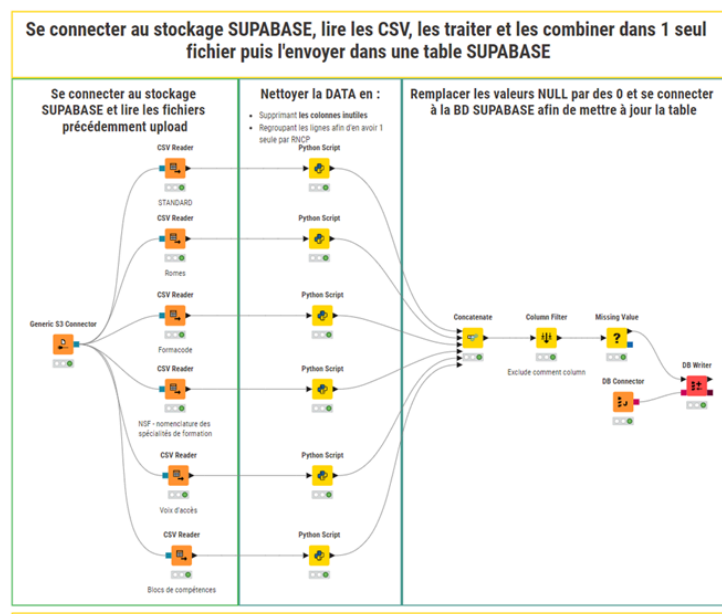 Se connecter au stockage SUPABASE, lire les CSV, les traiter et les combiner dans 1 seul
fichier puis l'envoyer dans une table SUPABASE
Se connecter au stockage
SUPABASE et lire les fichiers
précédemment upload
Nettoyer la DATA en :
• Supprimant les colonnes inutiles
• Regroupant les lignes afin d'en avoir 1
seule par RNCP
Remplacer les valeurs NULL par des 0 et se connecter
à la BD SUPABASE afin de mettre à jour la table
CSV Reader
STANDARD
Python Script
CSV Reader
Romes
Python Script
CSV Reader
Formacode
Python Script
Generic S3 Connector
CSV Reader
NSF - nomenclature des
spécialités de formation
Python Script
CSV Reader
Voix d'accès
Python Script
CSV Reader
Blocs de compétences
Python Script
Concatenate
Column Filter
Exclude comment column
Missing Value
?
DB Connector
DB Writer